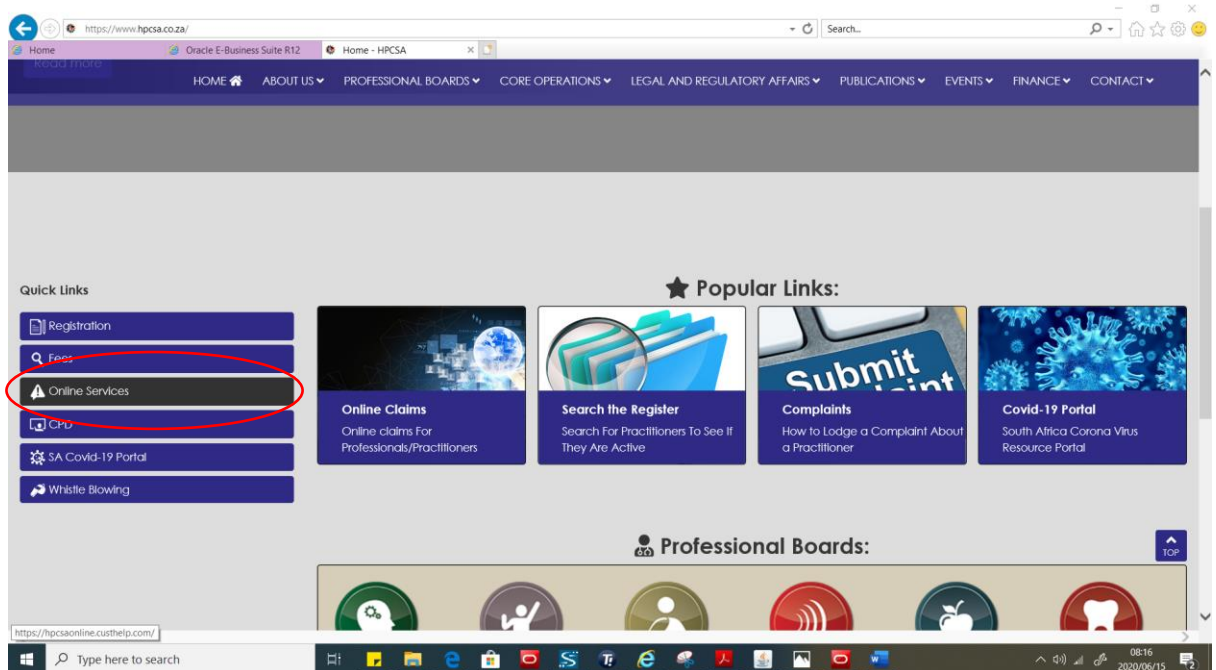 https://www.hpcsa.co.za/
Search...
Home
Oracle E-Business Suite R12
Home - HPCSA
Read more
HOME ABOUT US PROFESSIONAL BOARDS CORE OPERATIONS LEGAL AND REGULATORY AFFAIRS PUBLICATIONS EVENTS FINANCE CONTACT
Quick Links
Registration
Fees
Online Services
CPD
SA Covid-19 Portal
Whistle Blowing
Popular Links:
Online Claims
Online claims For
Professionals/Practitioners
Search the Register
Search For Practitioners To See If
They Are Active
Submit
Complaints
How to Lodge a Complaint About
a Practitioner
Covid-19 Portal
South Africa Corona Virus
Resource Portal
Professional Boards:
TOP
https://hpcsaonline.custhelp.com/
Type here to search
08:16
2020/06/15